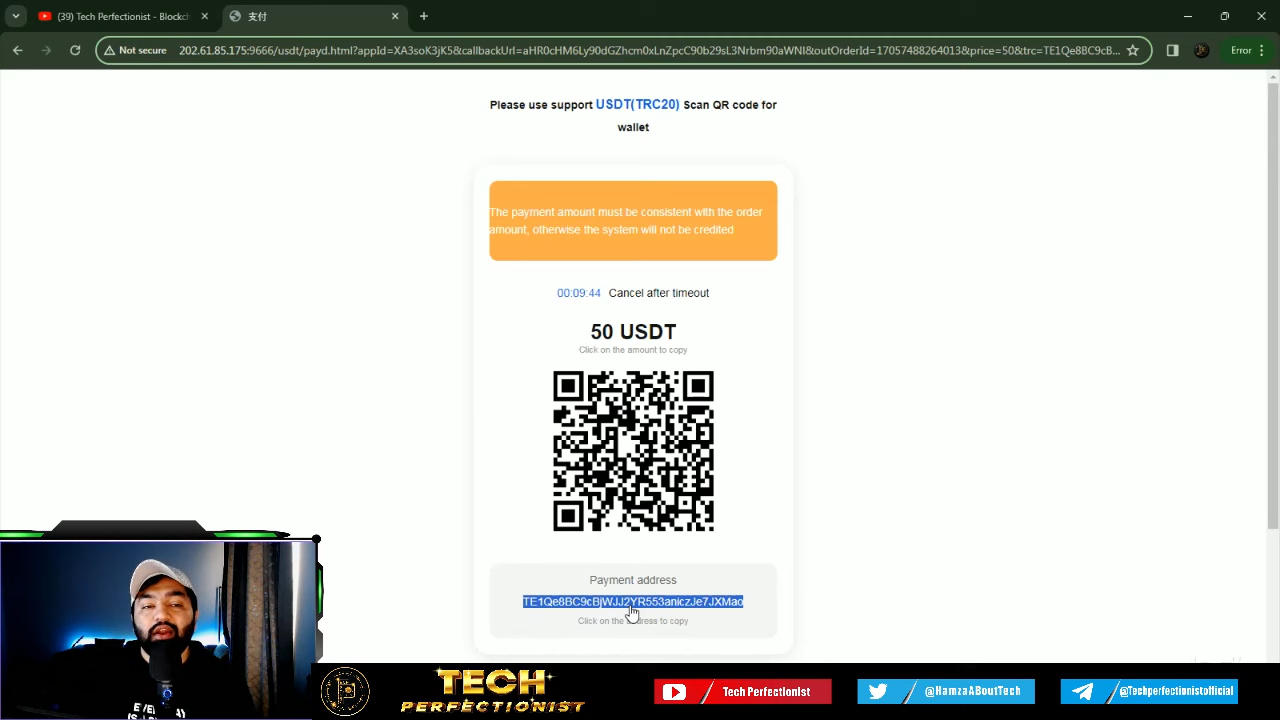 (39) Tech Perfectionist - Blockch
支付
Not secure
202.61.85.175:9666/usdt/payd.html?appId=XA3soK3jK5&callbackUrl=aHR0cHM6Ly90dGZhcm0xLnZpcC90b29sL3Nrbm90aWNl&outOrderId=17057488264013&price=50&trc=TE1Qe8BC9cB...
Error
Please use support USDT(TRC20) Scan QR code for
wallet
The payment amount must be consistent with the order
amount, otherwise the system will not be credited
00:09:44 Cancel after timeout
50 USDT
Click on the amount to copy
Payment address
TE1Qe8BC9cBjWJJ2YR553aniczJe7JXMao
Click on the address to copy
TECH
PERFECTIONIST
Tech Perfectionist
@HamzaABoutTech
@Techperfectionistofficial